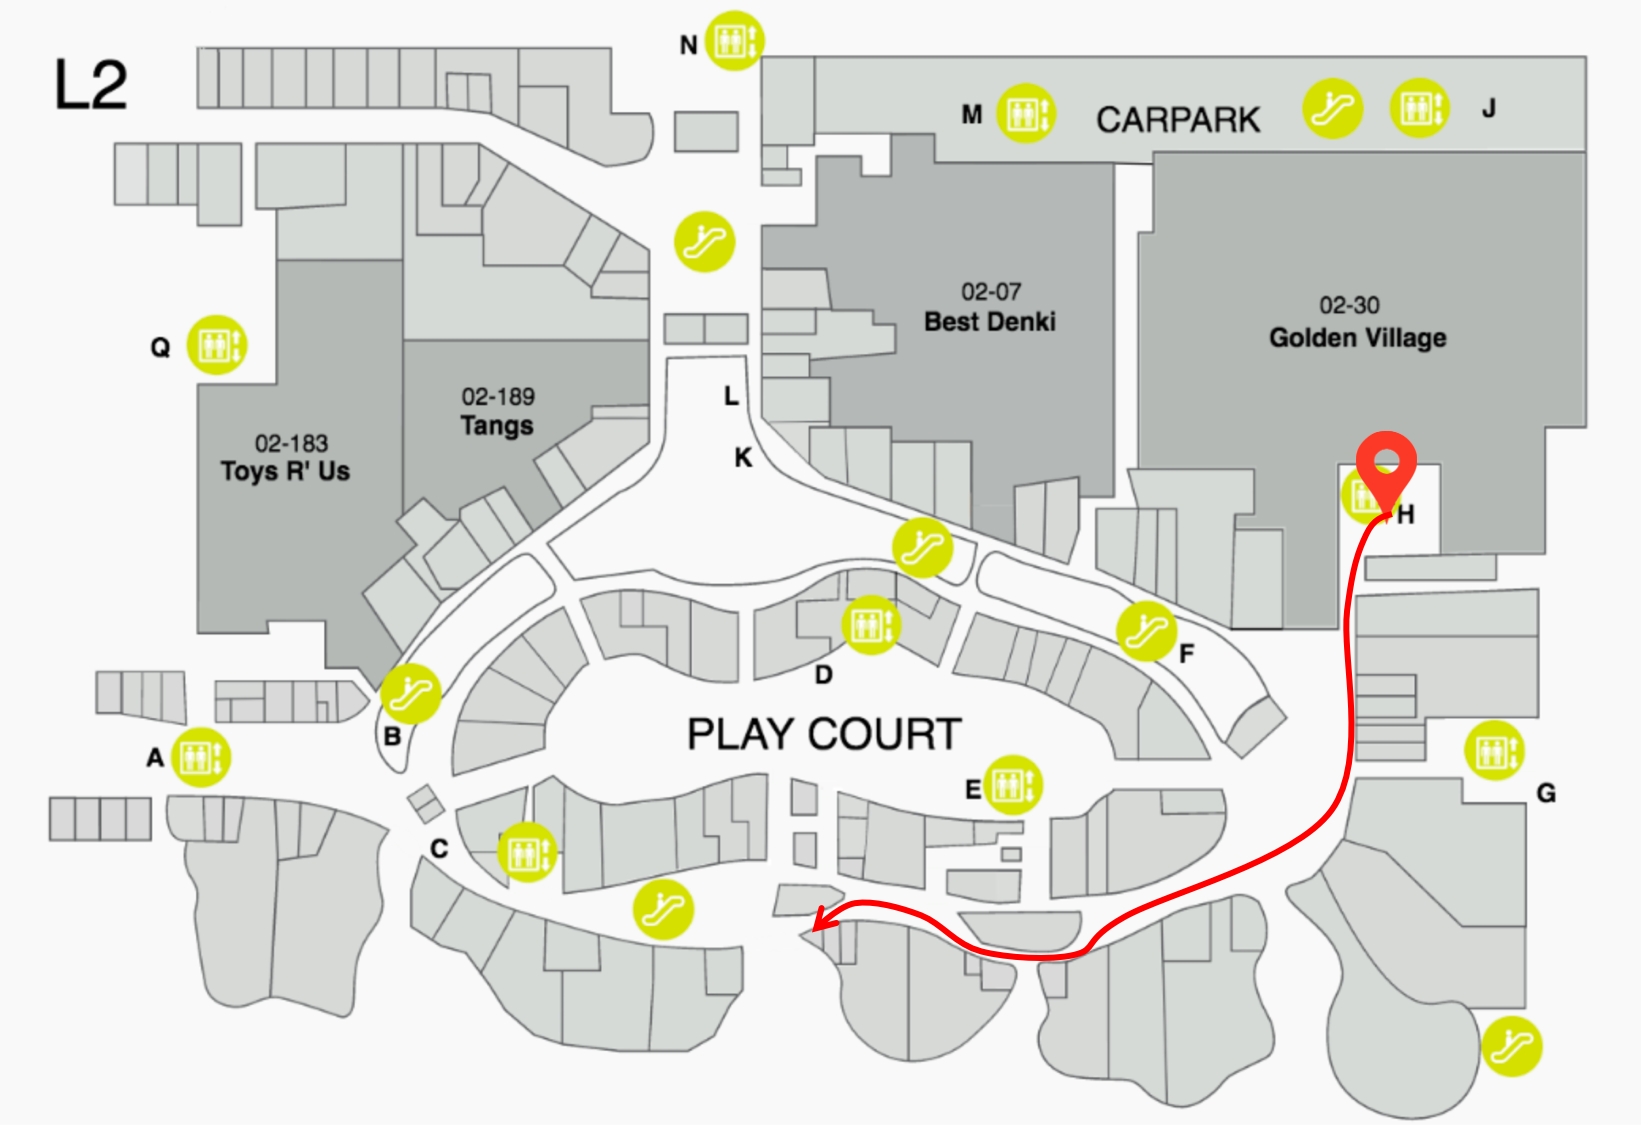 L2
N
M
CARPARK
J
02-07
Best Denki
02-30
Golden Village
Q
02-189
Tangs
L
02-183
Toys R' Us
K
H
F
D
B
PLAY COURT
A
E
G
C